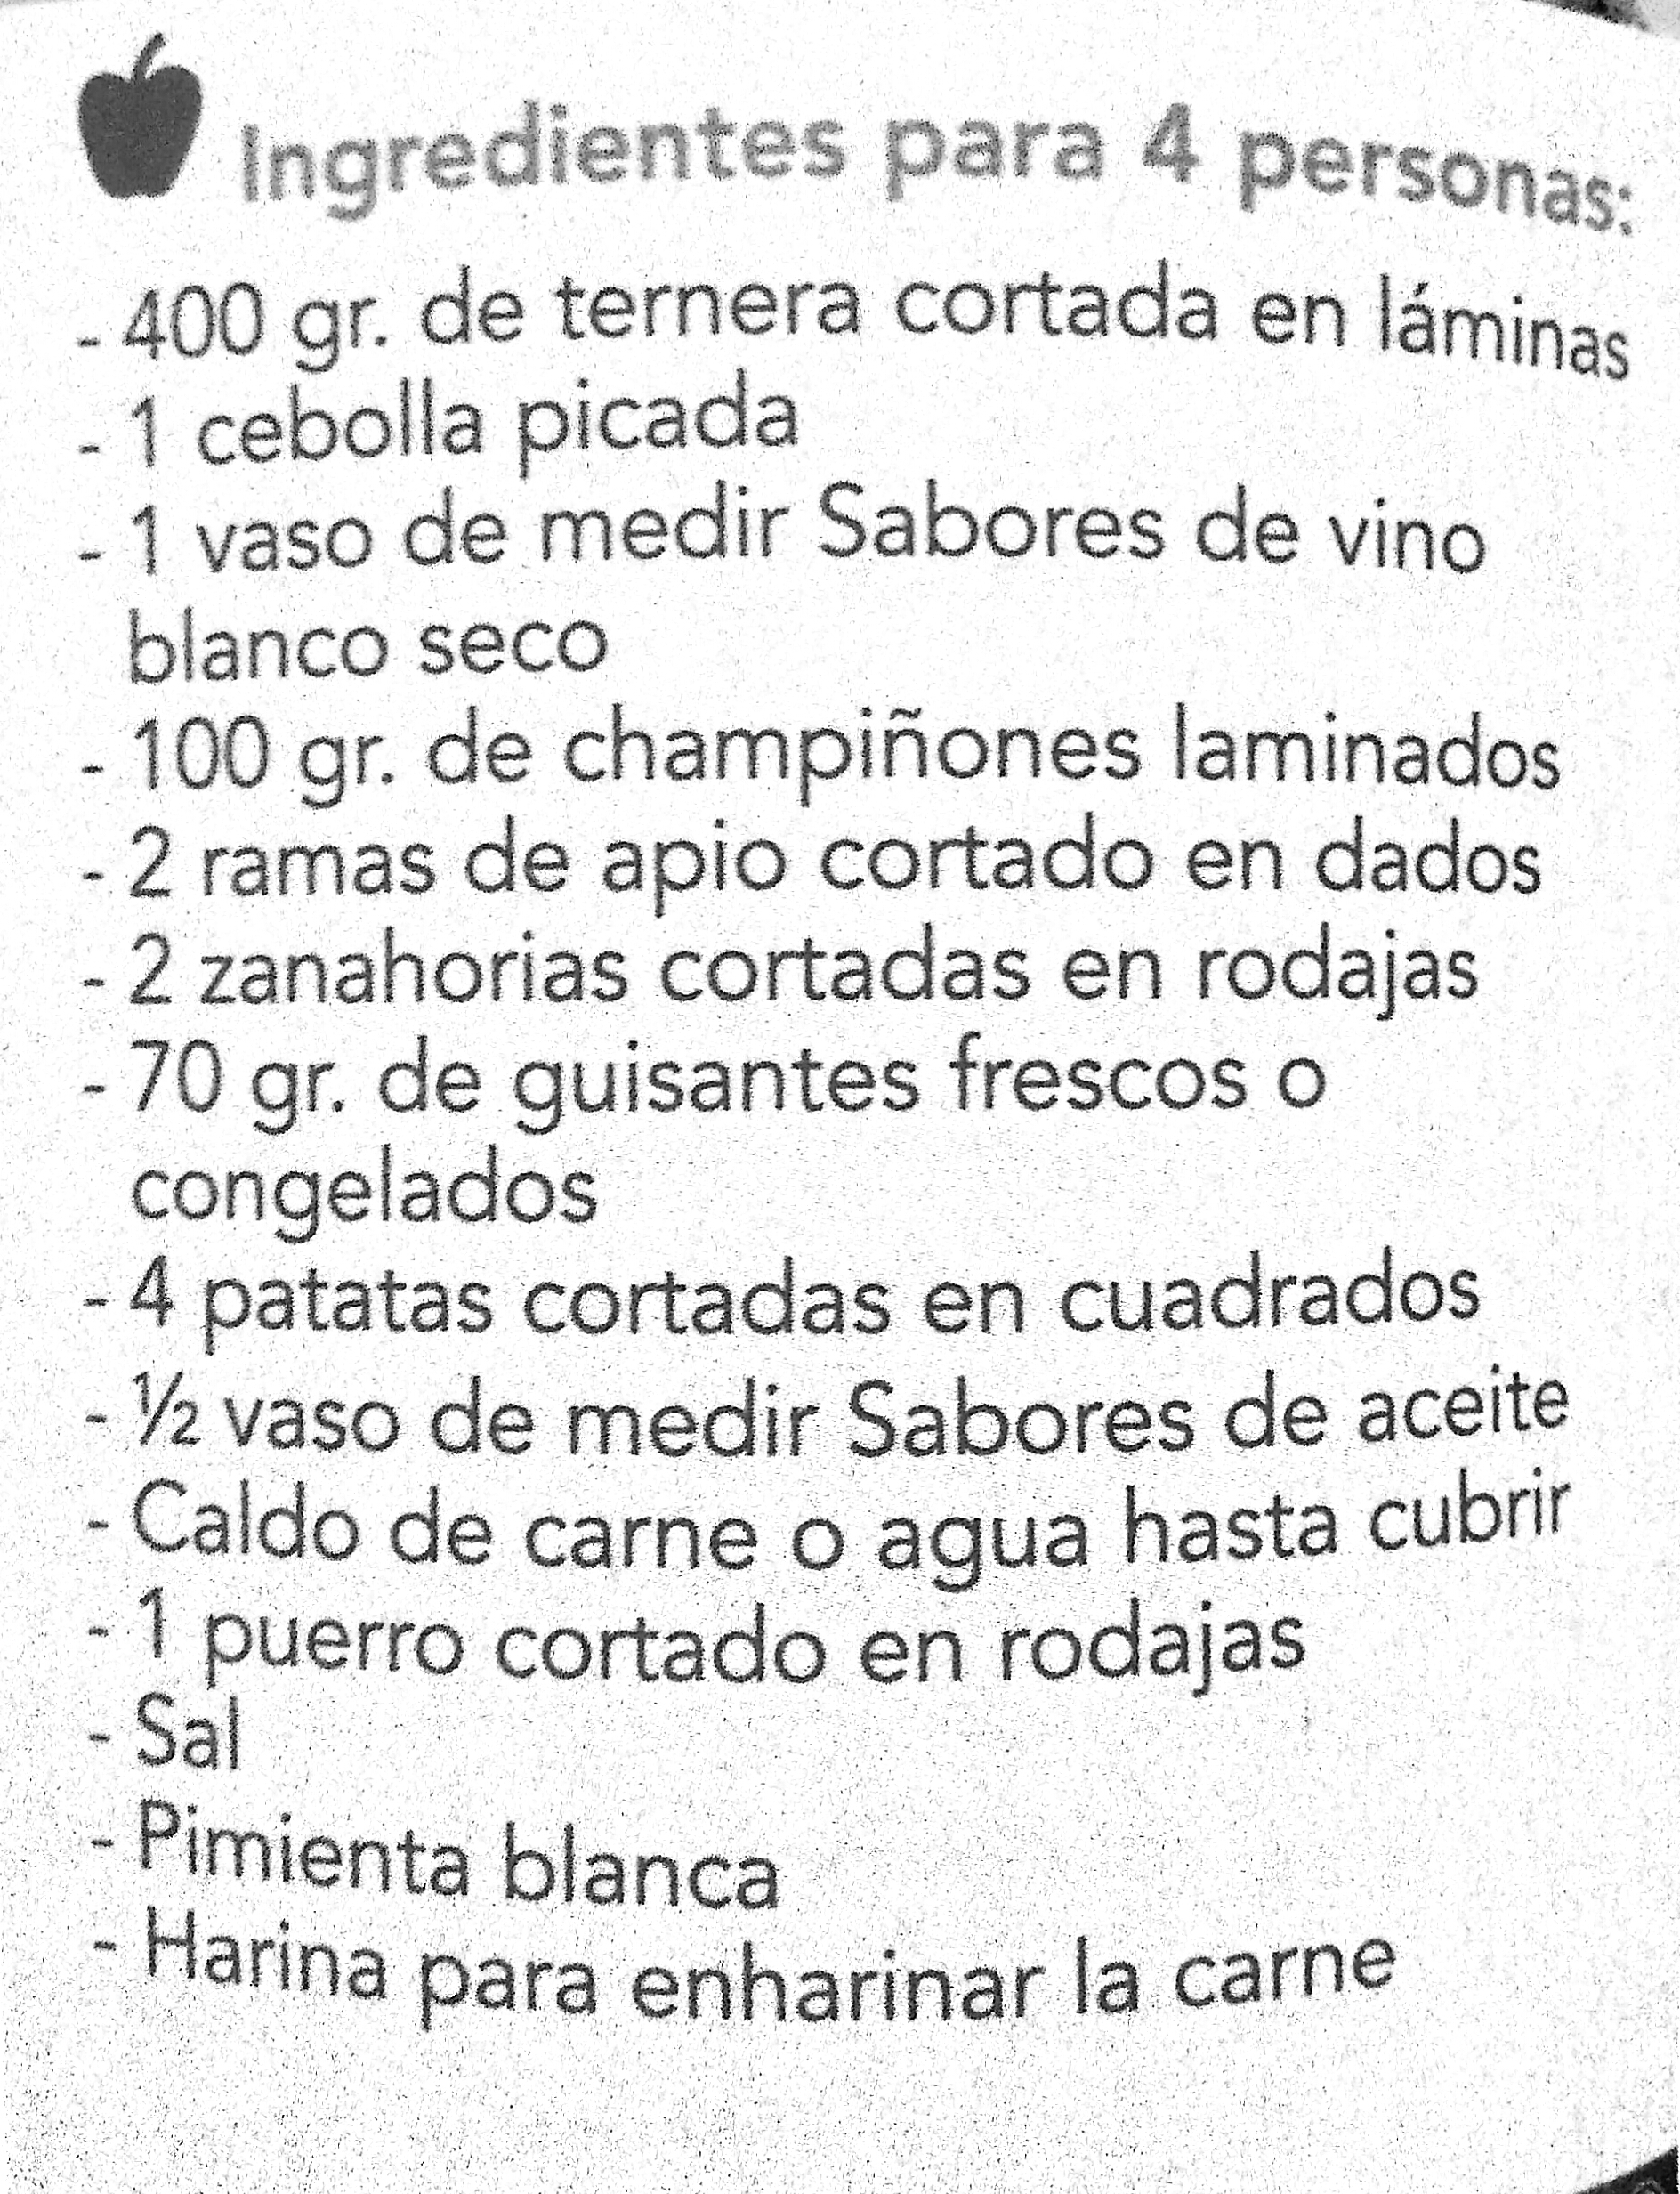 Ingredientes para 4 personas:
- 400 gr. de ternera cortada en láminas
- 1 cebolla picada
- 1 vaso de medir Sabores de vino
blanco seco
- 100 gr. de champiñones laminados
- 2 ramas de apio cortado en dados
- 2 zanahorias cortadas en rodajas
- 70 gr. de guisantes frescos o
congelados
- 4 patatas cortadas en cuadrados
- ½ vaso de medir Sabores de aceite
- Caldo de carne o agua hasta cubrir
- 1 puerro cortado en rodajas
- Sal
- Pimienta blanca
- Harina para enharinar la carne